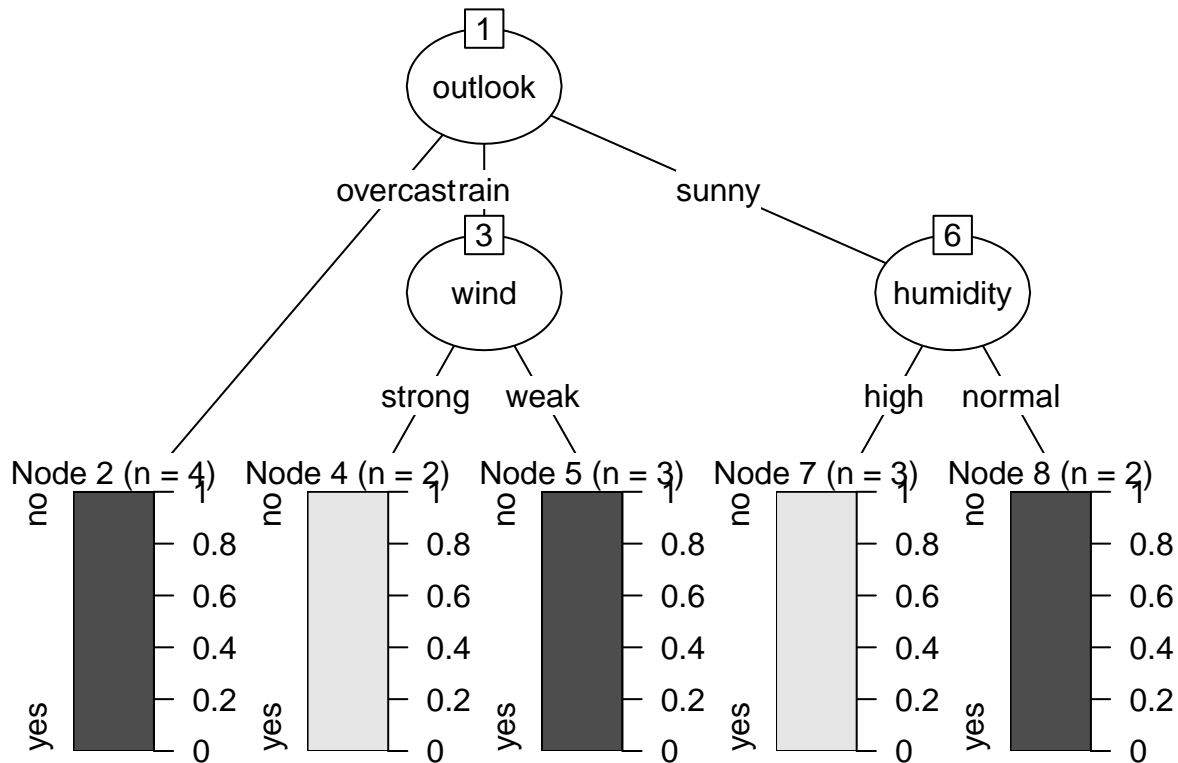 1
outlook
overcast rain sunny
3 6
wind humidity
strong weak high normal
Node 2 (n = 4) Node 4 (n = 2) Node 5 (n = 3) Node 7 (n = 3) Node 8 (n = 2)
no 1 no 1 no 1 no 1 no 1
0.8 0.8 0.8 0.8 0.8
0.6 0.6 0.6 0.6 0.6
0.4 0.4 0.4 0.4 0.4
yes 0.2 yes 0.2 yes 0.2 yes 0.2 yes 0.2
0 0 0 0 0